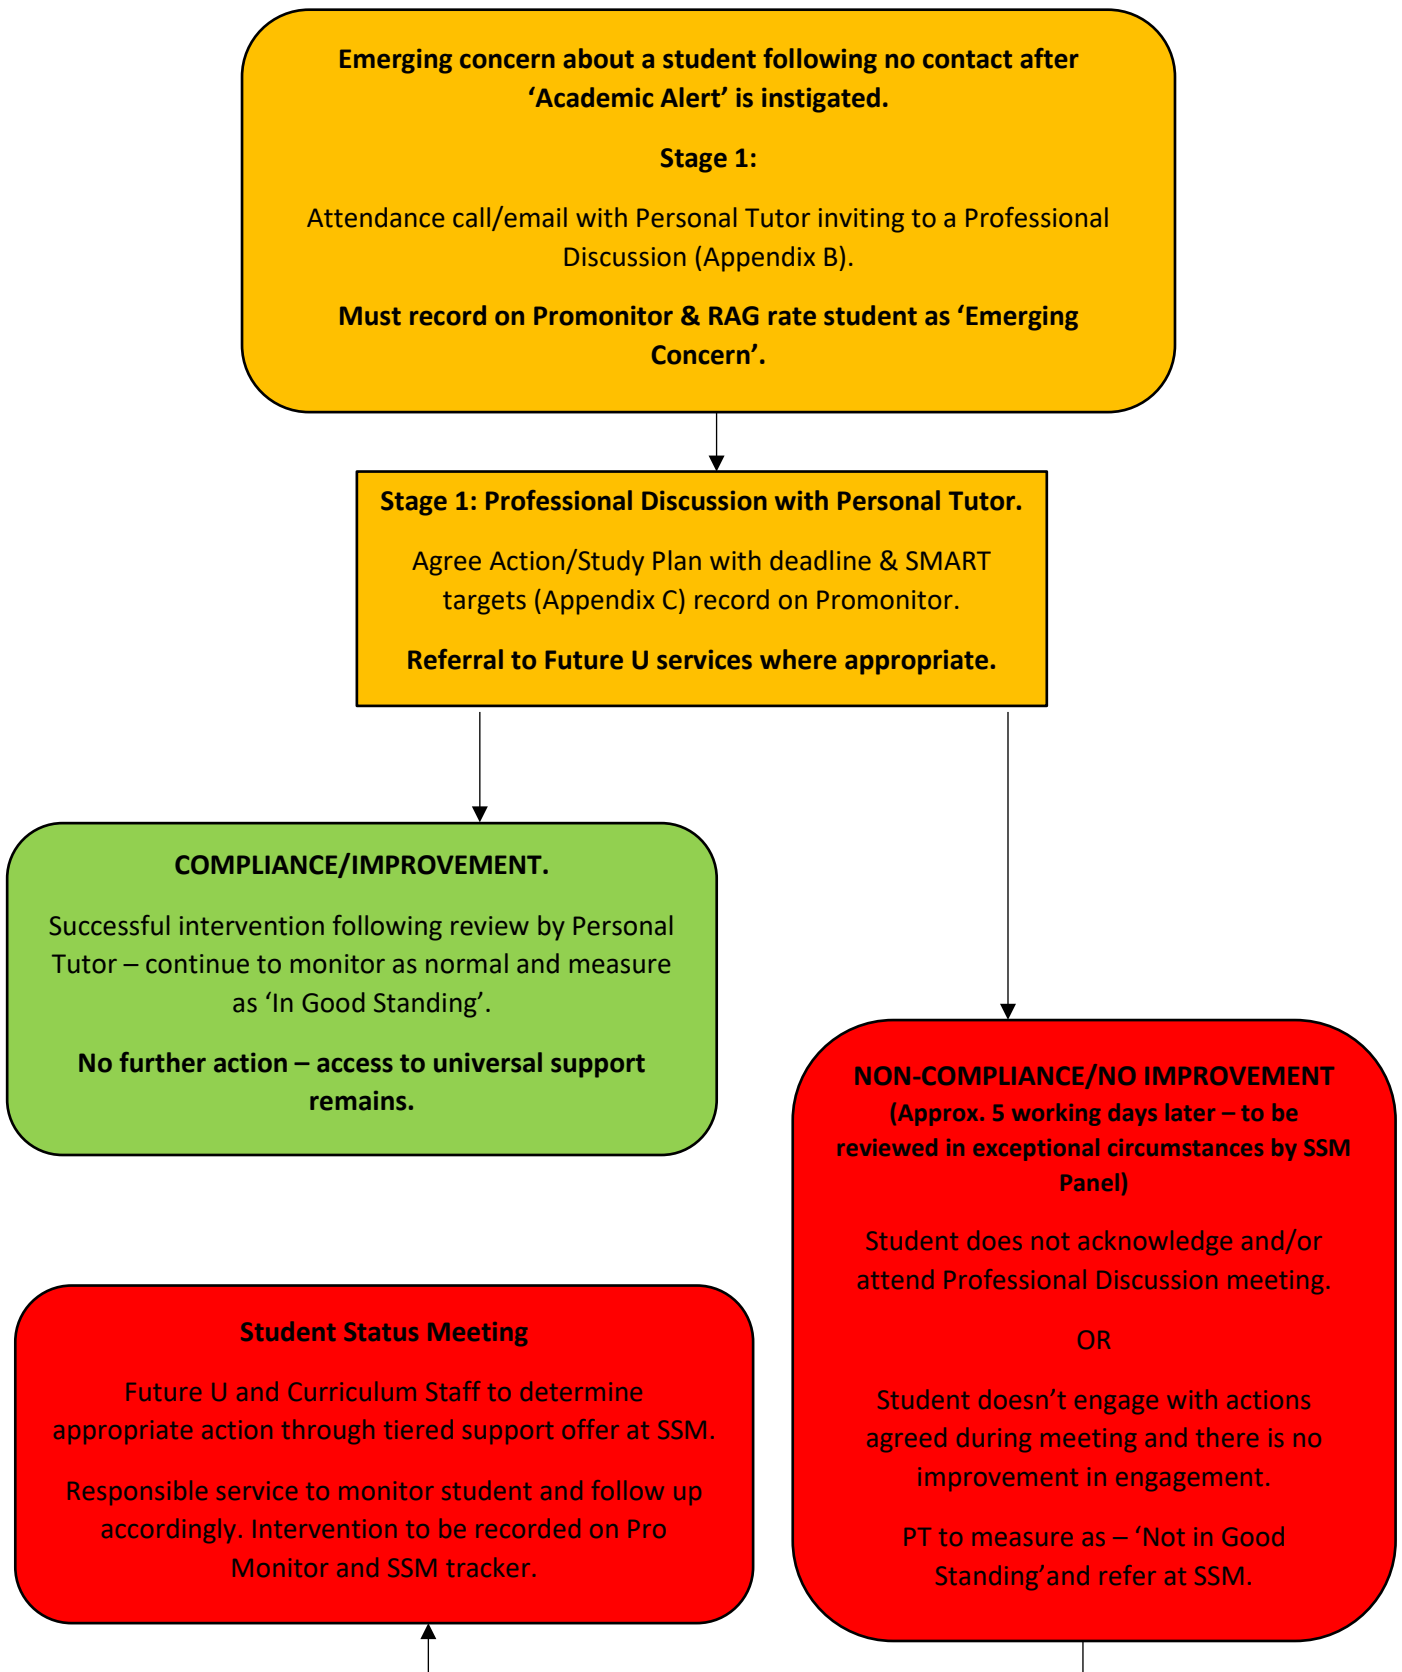 Emerging concern about a student following no contact after
‘Academic Alert’ is instigated.
Stage 1:
Attendance call/email with Personal Tutor inviting to a Professional
Discussion (Appendix B).
Must record on Promonitor & RAG rate student as ‘Emerging
Concern’.
Stage 1: Professional Discussion with Personal Tutor.
Agree Action/Study Plan with deadline & SMART
targets (Appendix C) record on Promonitor.
Referral to Future U services where appropriate.
COMPLIANCE/IMPROVEMENT.
Successful intervention following review by Personal
Tutor – continue to monitor as normal and measure
as ‘In Good Standing’.
No further action – access to universal support
remains.
NON-COMPLIANCE/NO IMPROVEMENT
(Approx. 5 working days later – to be
reviewed in exceptional circumstances by SSM
Panel)
Student does not acknowledge and/or
attend Professional Discussion meeting.
OR
Student doesn’t engage with actions
agreed during meeting and there is no
improvement in engagement.
PT to measure as – ‘Not in Good
Standing’and refer at SSM.
Student Status Meeting
Future U and Curriculum Staff to determine
appropriate action through tiered support offer at SSM.
Responsible service to monitor student and follow up
accordingly. Intervention to be recorded on Pro
Monitor and SSM tracker.